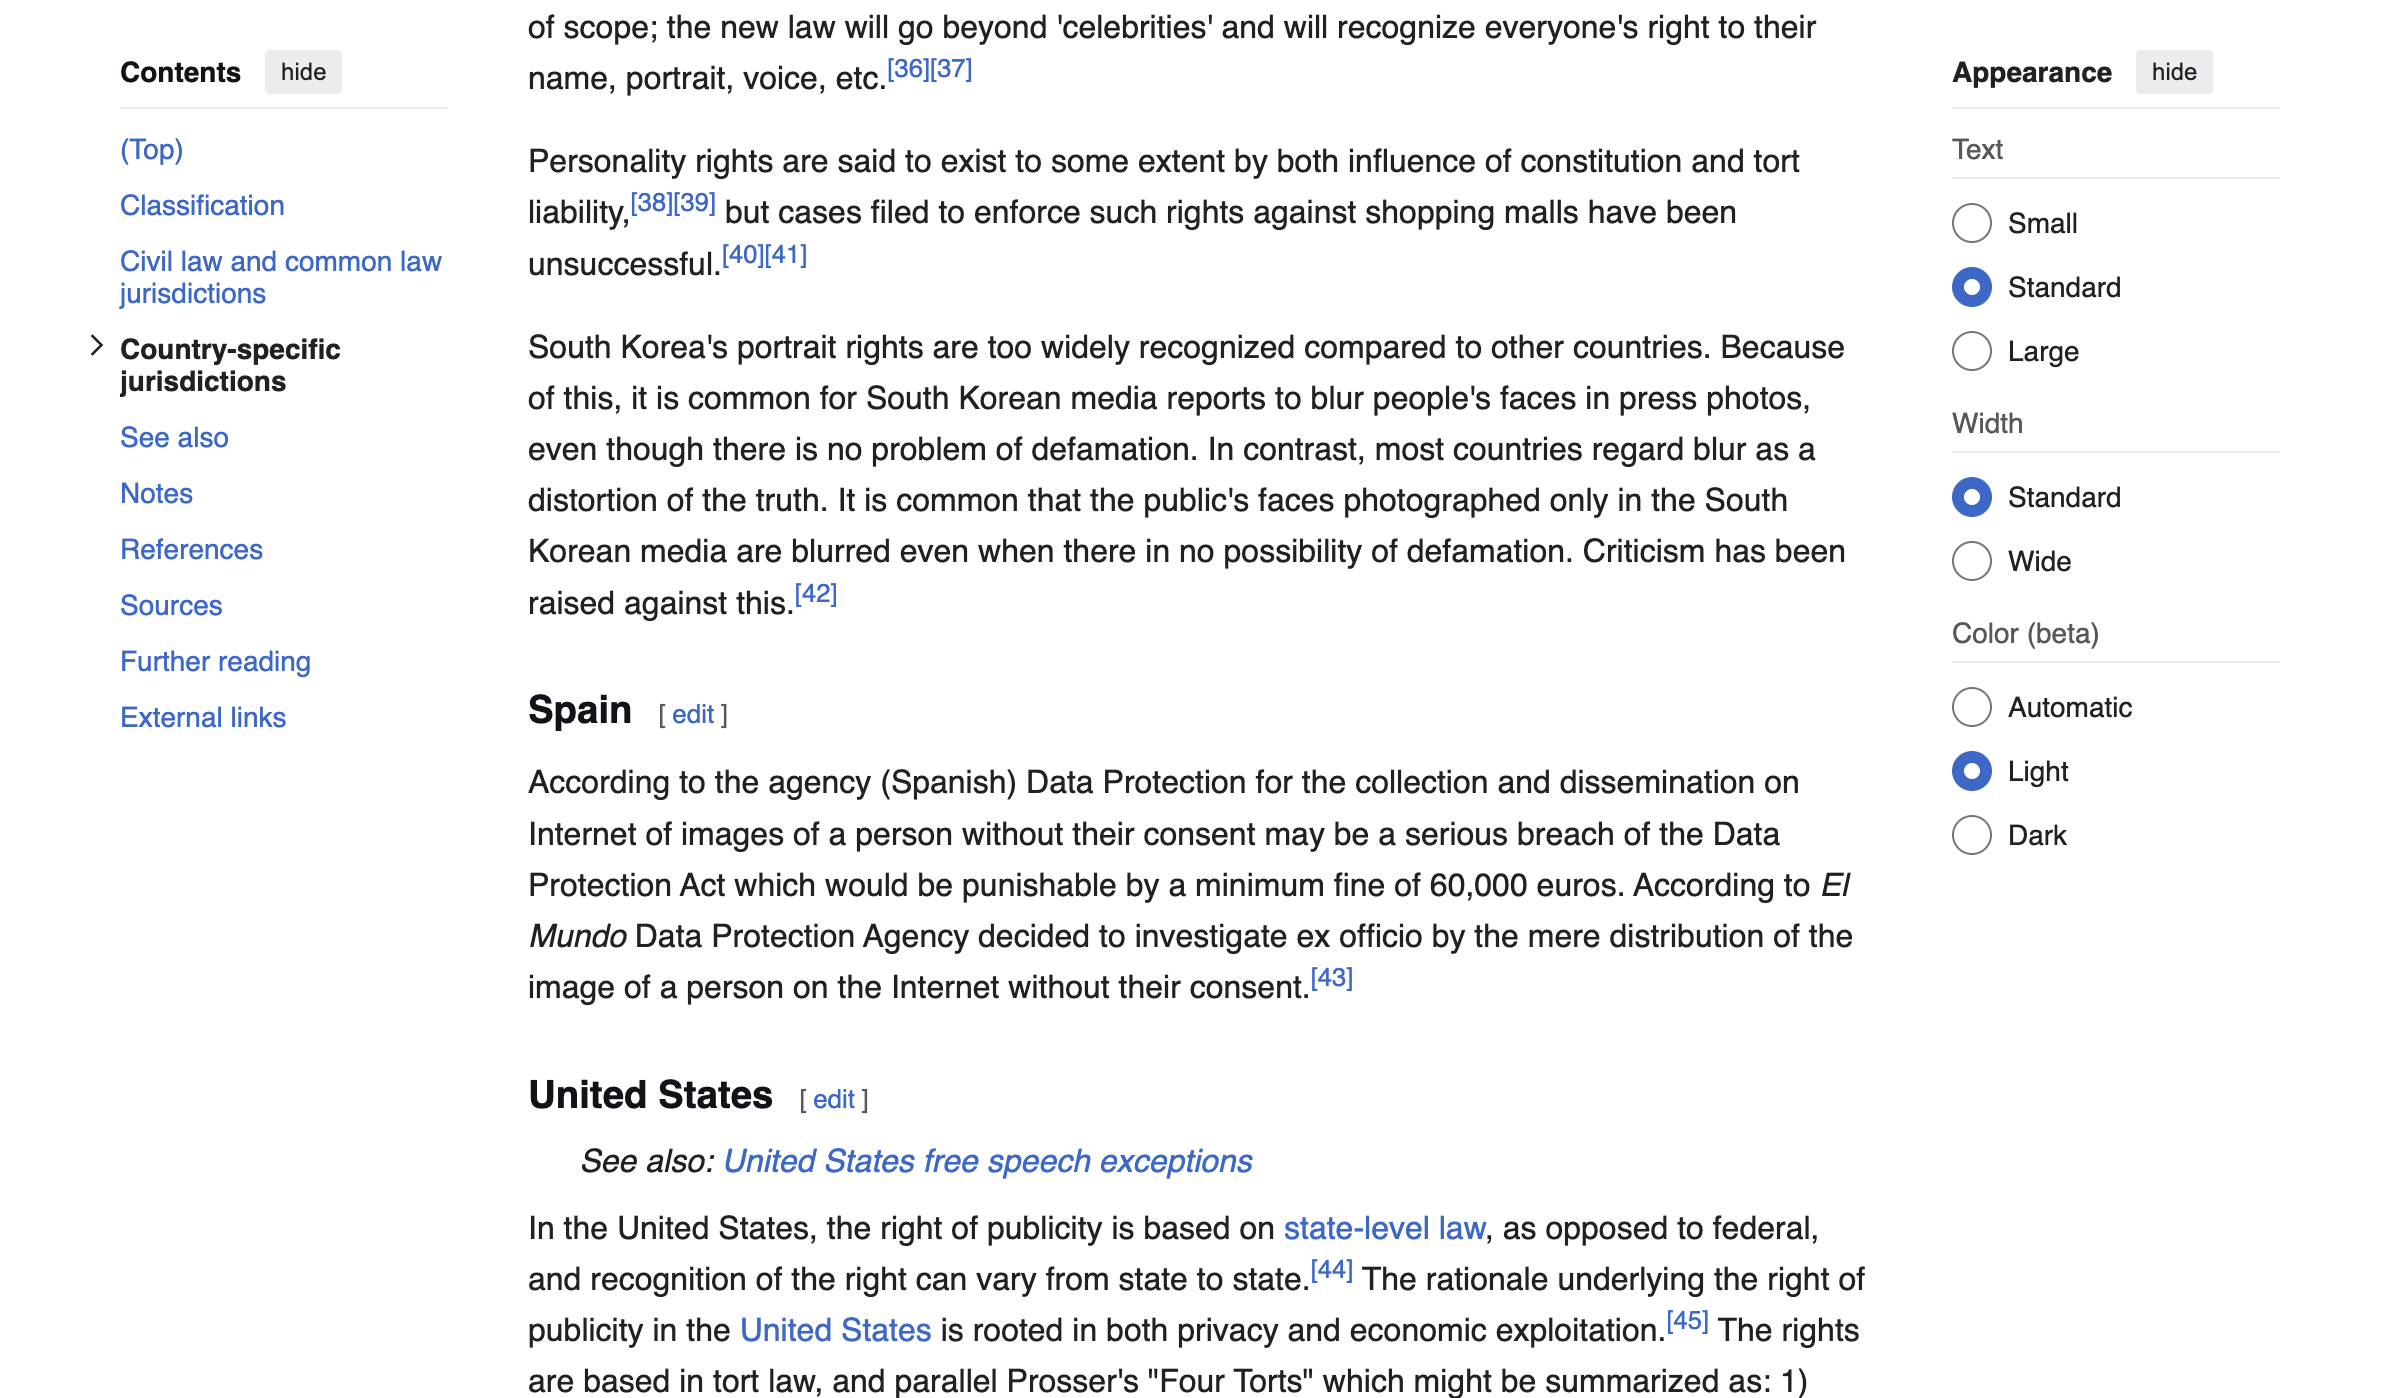 Contents hide
(Top)
Classification
Civil law and common law
jurisdictions
Country-specific
jurisdictions
See also
Notes
References
Sources
Further reading
External links
of scope; the new law will go beyond 'celebrities' and will recognize everyone's right to their
name, portrait, voice, etc.[36][37]
Personality rights are said to exist to some extent by both influence of constitution and tort
liability,[38][39] but cases filed to enforce such rights against shopping malls have been
unsuccessful.[40][41]
South Korea's portrait rights are too widely recognized compared to other countries. Because
of this, it is common for South Korean media reports to blur people's faces in press photos,
even though there is no problem of defamation. In contrast, most countries regard blur as a
distortion of the truth. It is common that the public's faces photographed only in the South
Korean media are blurred even when there in no possibility of defamation. Criticism has been
raised against this.[42]
Spain [ edit ]
According to the agency (Spanish) Data Protection for the collection and dissemination on
Internet of images of a person without their consent may be a serious breach of the Data
Protection Act which would be punishable by a minimum fine of 60,000 euros. According to El
Mundo Data Protection Agency decided to investigate ex officio by the mere distribution of the
image of a person on the Internet without their consent.[43]
United States [ edit ]
See also: United States free speech exceptions
In the United States, the right of publicity is based on state-level law, as opposed to federal,
and recognition of the right can vary from state to state.[44] The rationale underlying the right of
publicity in the United States is rooted in both privacy and economic exploitation.[45] The rights
are based in tort law, and parallel Prosser's "Four Torts" which might be summarized as: 1)
Appearance hide
Text
Small
Standard
Large
Width
Standard
Wide
Color (beta)
Automatic
Light
Dark